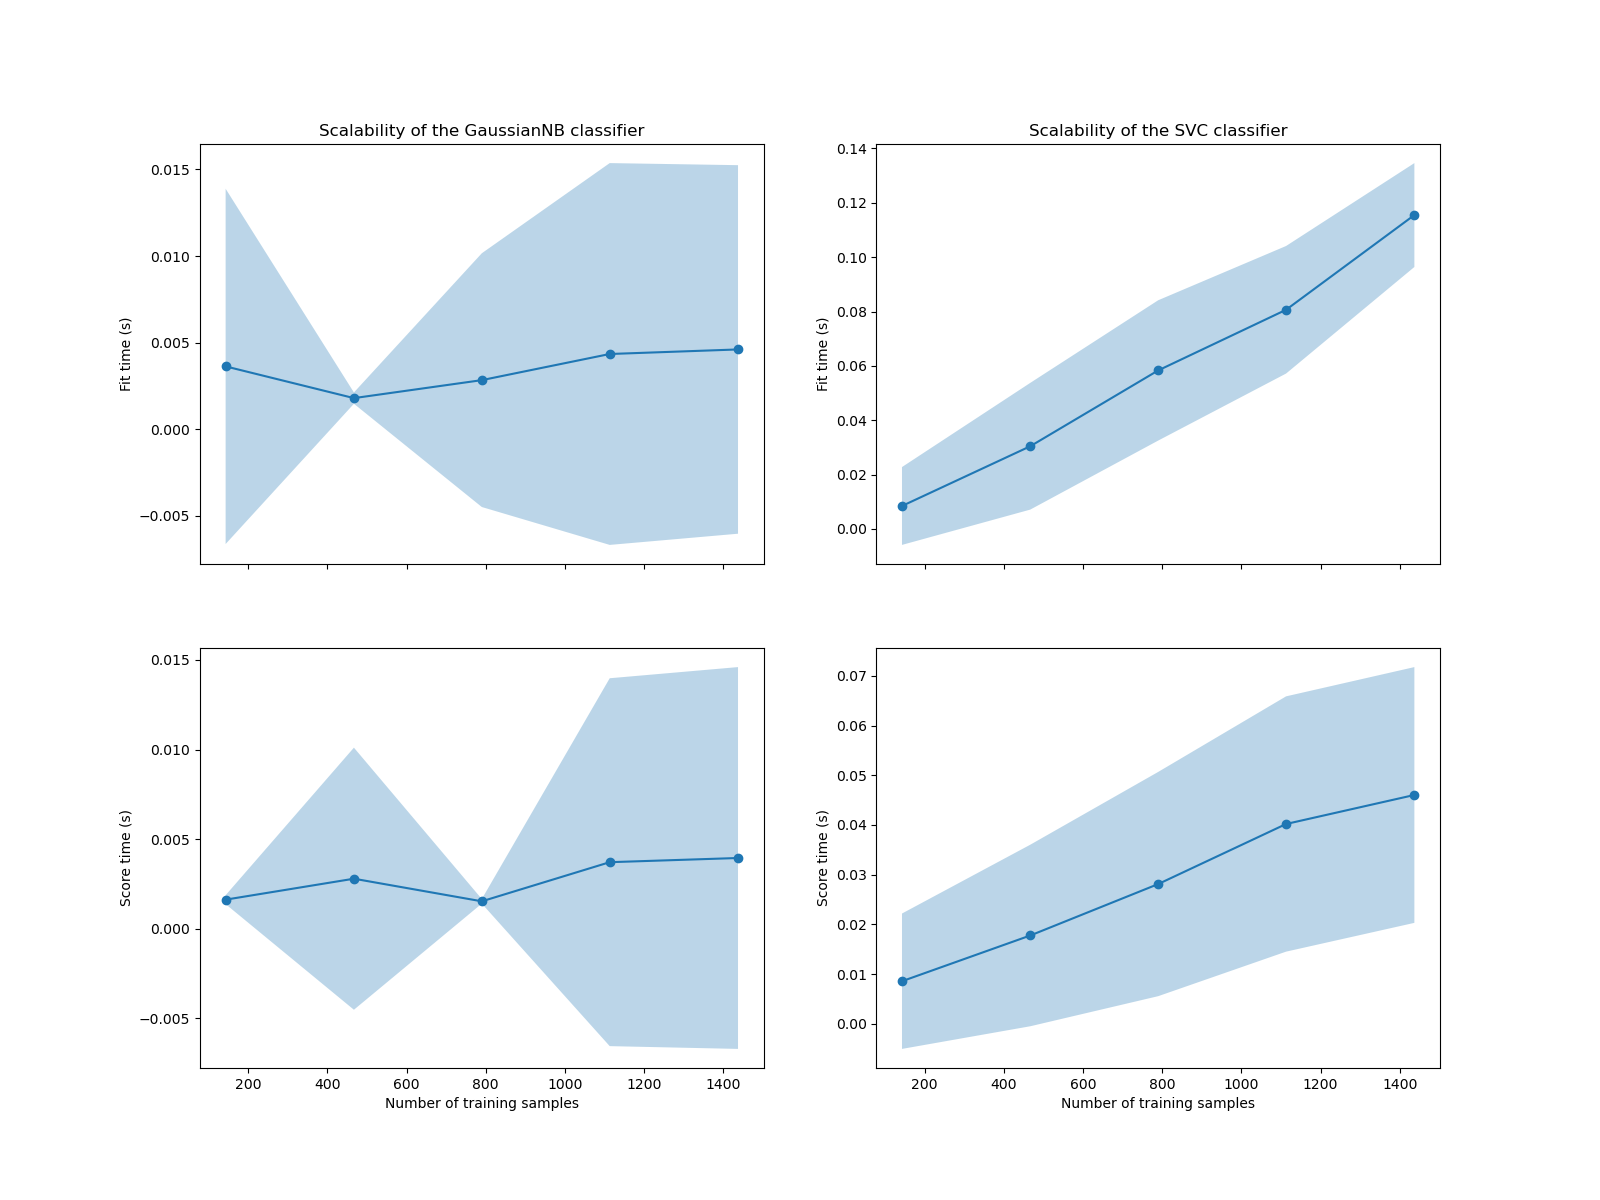 Scalability of the GaussianNB classifier
0.015
0.010
0.005
0.000
−0.005
Fit time (s)
Scalability of the SVC classifier
0.14
0.12
0.10
0.08
0.06
0.04
0.02
0.00
Fit time (s)
0.015
0.010
0.005
0.000
−0.005
Score time (s)
200 400 600 800 1000 1200 1400
Number of training samples
0.07
0.06
0.05
0.04
0.03
0.02
0.01
0.00
Score time (s)
200 400 600 800 1000 1200 1400
Number of training samples